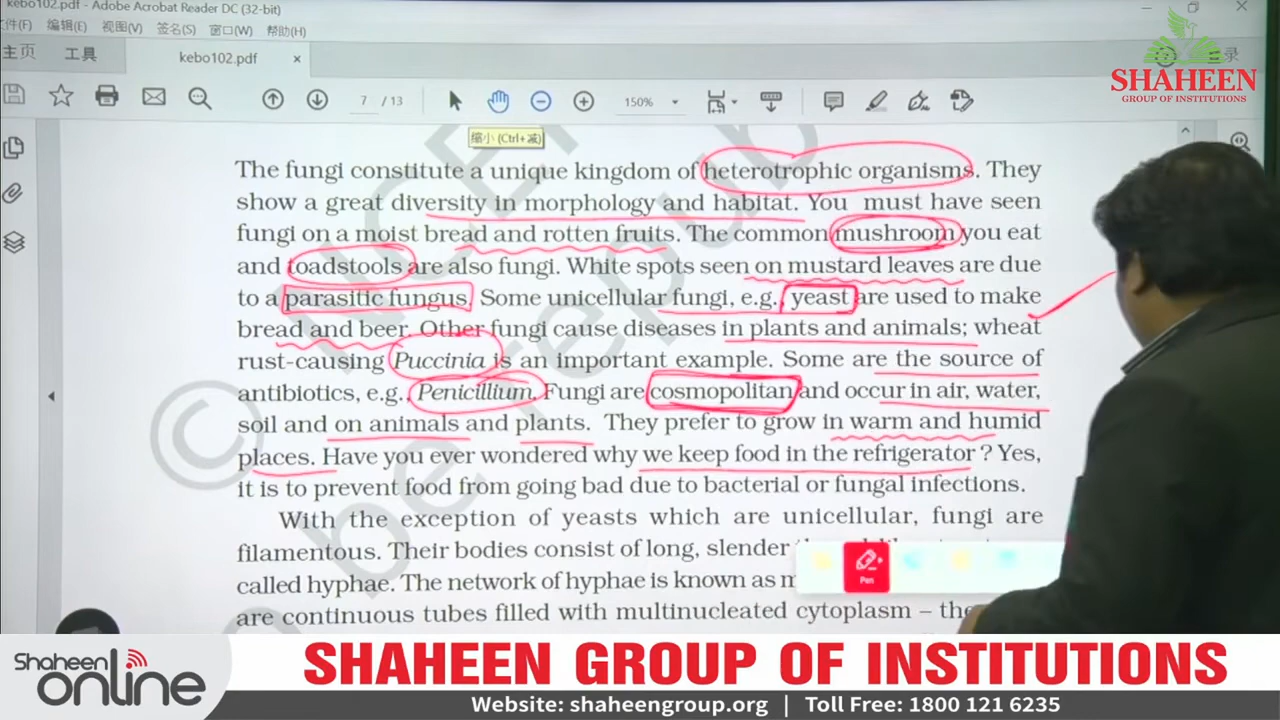 kebo102.pdf - Adobe Acrobat Reader DC (32-bit)
文件(F) 编辑(E) 视图(V) 签名(S) 窗口(W) 帮助(H)
主页 工具 kebo102.pdf ×
7 / 13 150%
缩小 (Ctrl+减)
SHAHEEN
GROUP OF INSTITUTIONS
The fungi constitute a unique kingdom of heterotrophic organisms. They
show a great diversity in morphology and habitat. You must have seen
fungi on a moist bread and rotten fruits. The common mushroom you eat
and toadstools are also fungi. White spots seen on mustard leaves are due
to a parasitic fungus. Some unicellular fungi, e.g., yeast are used to make
bread and beer. Other fungi cause diseases in plants and animals; wheat
rust-causing Puccinia is an important example. Some are the source of
antibiotics, e.g., Penicillium. Fungi are cosmopolitan and occur in air, water,
soil and on animals and plants. They prefer to grow in warm and humid
places. Have you ever wondered why we keep food in the refrigerator ? Yes,
it is to prevent food from going bad due to bacterial or fungal infections.
With the exception of yeasts which are unicellular, fungi are
filamentous. Their bodies consist of long, slender
called hyphae. The network of hyphae is known as
are continuous tubes filled with multinucleated cytoplasm –
Pen
Shaheen online
SHAHEEN GROUP OF INSTITUTIONS
Website: shaheengroup.org | Toll Free: 1800 121 6235